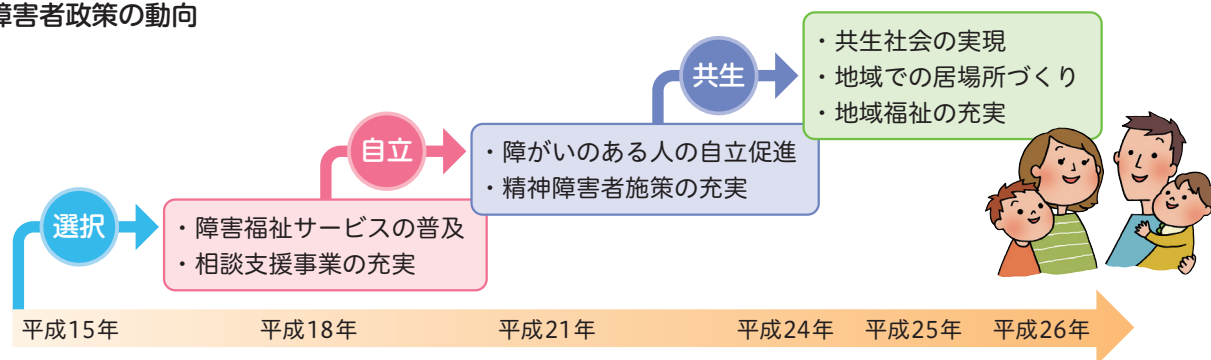 障害者政策の動向
共生
・共生社会の実現
・地域での居場所づくり
・地域福祉の充実
自立
・障がいのある人の自立促進
・精神障害者施策の充実
選択
・障害福祉サービスの普及
・相談支援事業の充実
平成15年 平成18年 平成21年 平成24年 平成25年 平成26年